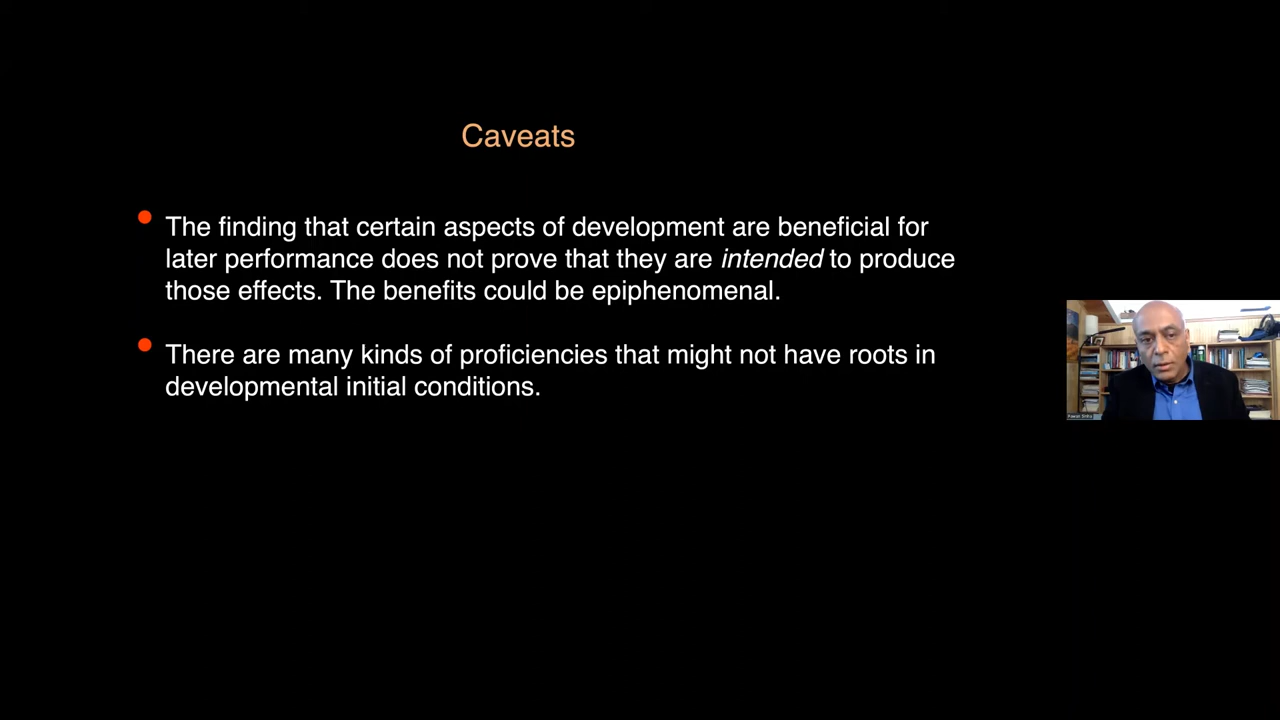 Caveats
The finding that certain aspects of development are beneficial for
later performance does not prove that they are intended to produce
those effects. The benefits could be epiphenomenal.
There are many kinds of proficiencies that might not have roots in
developmental initial conditions.